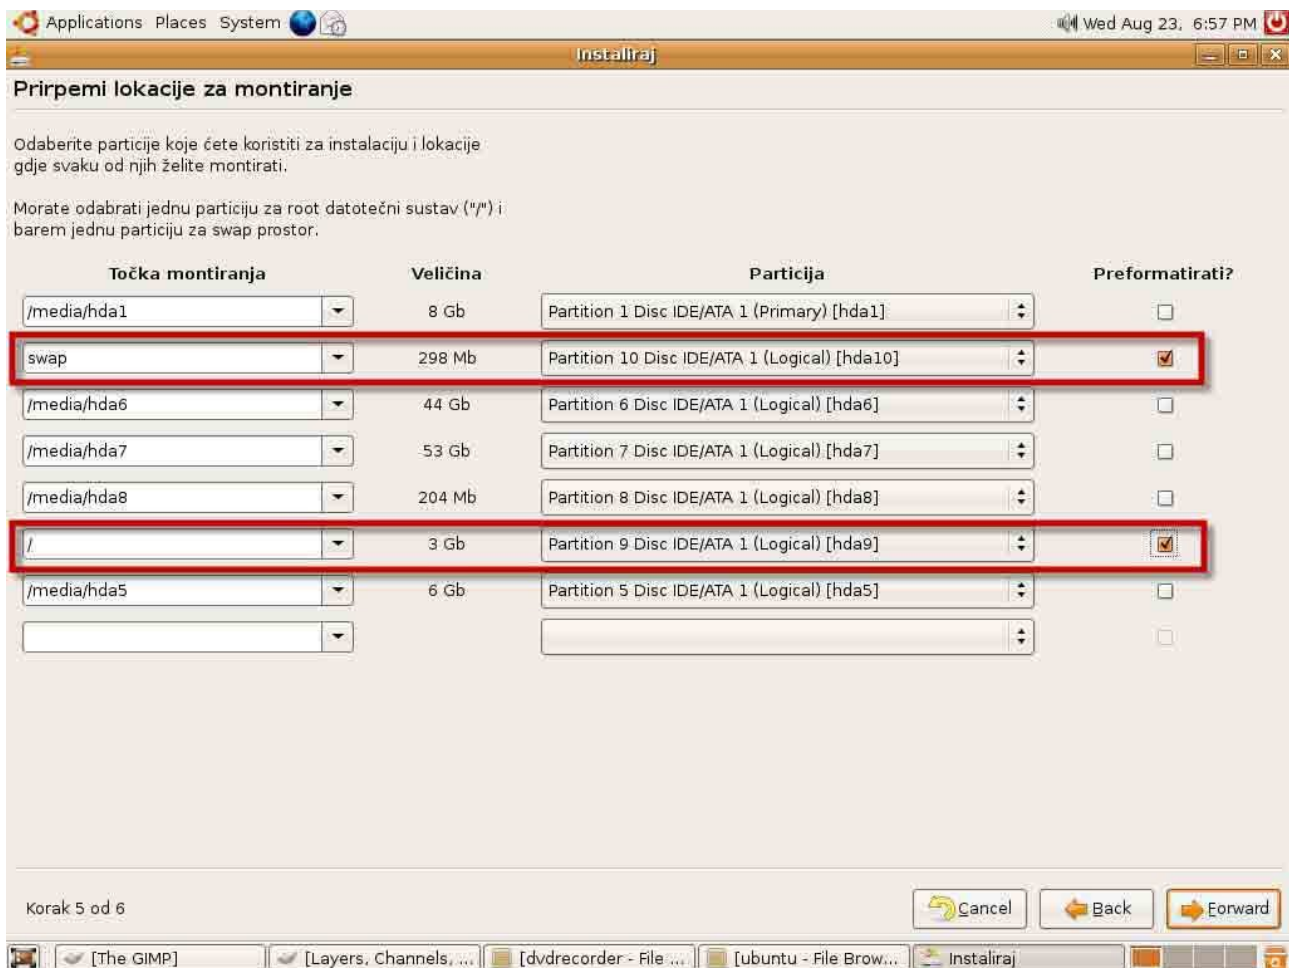 Applications Places System Wed Aug 23, 6:57 PM
Instaliraj
Prirpemi lokacije za montiranje
Odaberite particije koje ćete koristiti za instalaciju i lokacije
gdje svaku od njih želite montirati.
Morate odabrati jednu particiju za root datotečni sustav ("/") i
barem jednu particiju za swap prostor.
Točka montiranja Veličina Particija Preformatirati?
/media/hda1 8 Gb Partition 1 Disc IDE/ATA 1 (Primary) [hda1]
swap 298 Mb Partition 10 Disc IDE/ATA 1 (Logical) [hda10]
/media/hda6 44 Gb Partition 6 Disc IDE/ATA 1 (Logical) [hda6]
/media/hda7 53 Gb Partition 7 Disc IDE/ATA 1 (Logical) [hda7]
/media/hda8 204 Mb Partition 8 Disc IDE/ATA 1 (Logical) [hda8]
/ 3 Gb Partition 9 Disc IDE/ATA 1 (Logical) [hda9]
/media/hda5 6 Gb Partition 5 Disc IDE/ATA 1 (Logical) [hda5]
Korak 5 od 6 Cancel Back Forward
[The GIMP] [Layers, Channels, ... [dvdrecorder - File ... [ubuntu - File Brow... Instaliraj